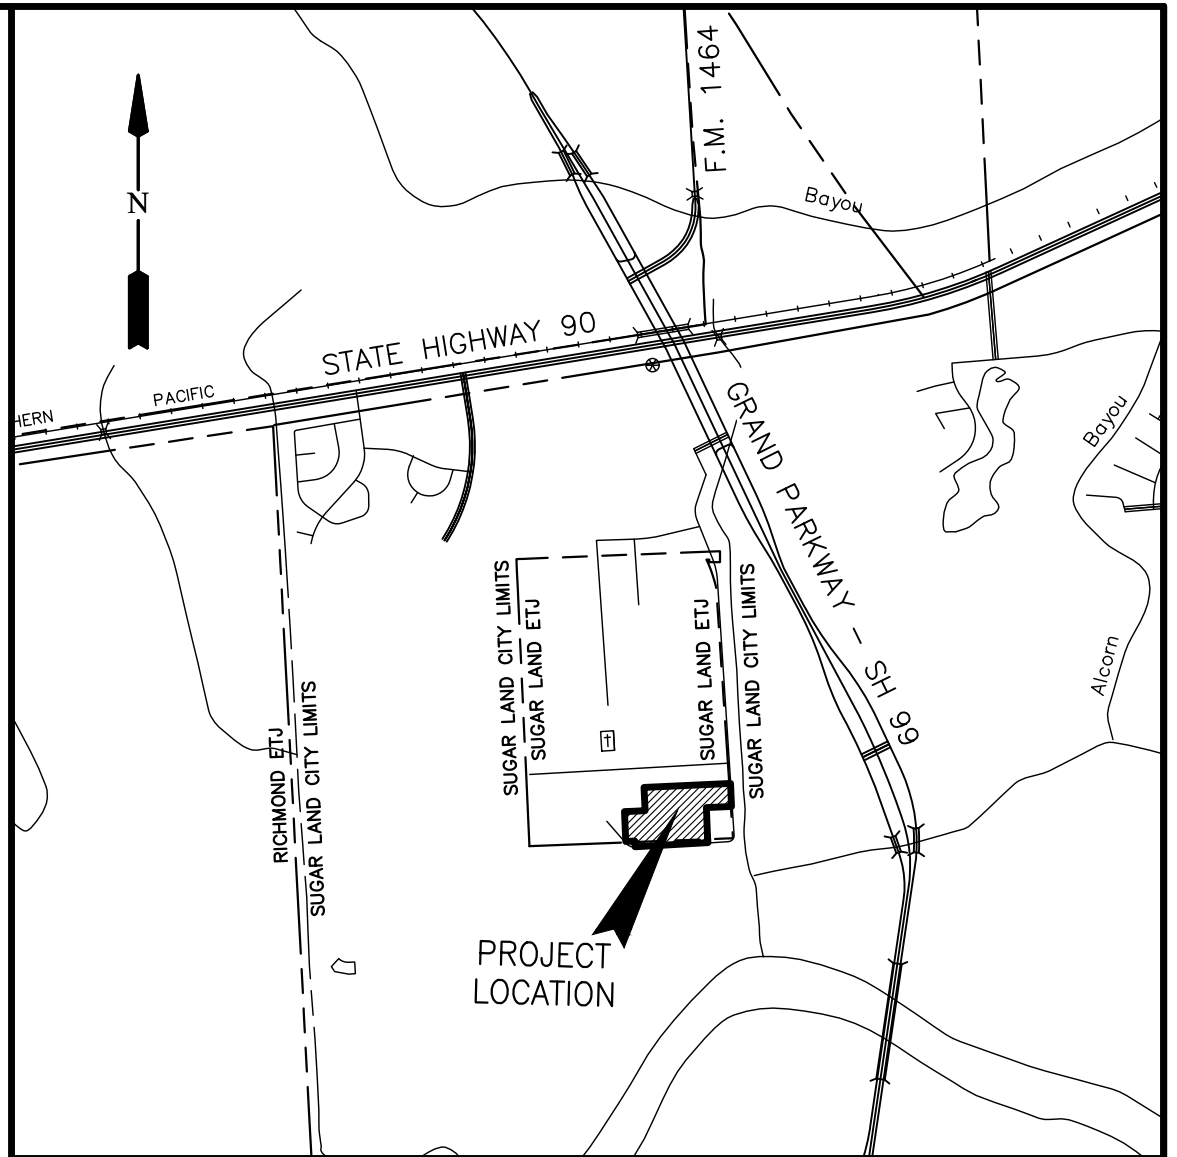 F.M. 1464
N
Bayou
STATE HIGHWAY 90
PACIFIC
HERN
GRAND PARKWAY - SH 99
Bayou
Alcorn
SUGAR LAND CITY LIMITS
SUGAR LAND ETJ
SUGAR LAND ETJ
SUGAR LAND CITY LIMITS
RICHMOND ETJ
SUGAR LAND CITY LIMITS
PROJECT
LOCATION